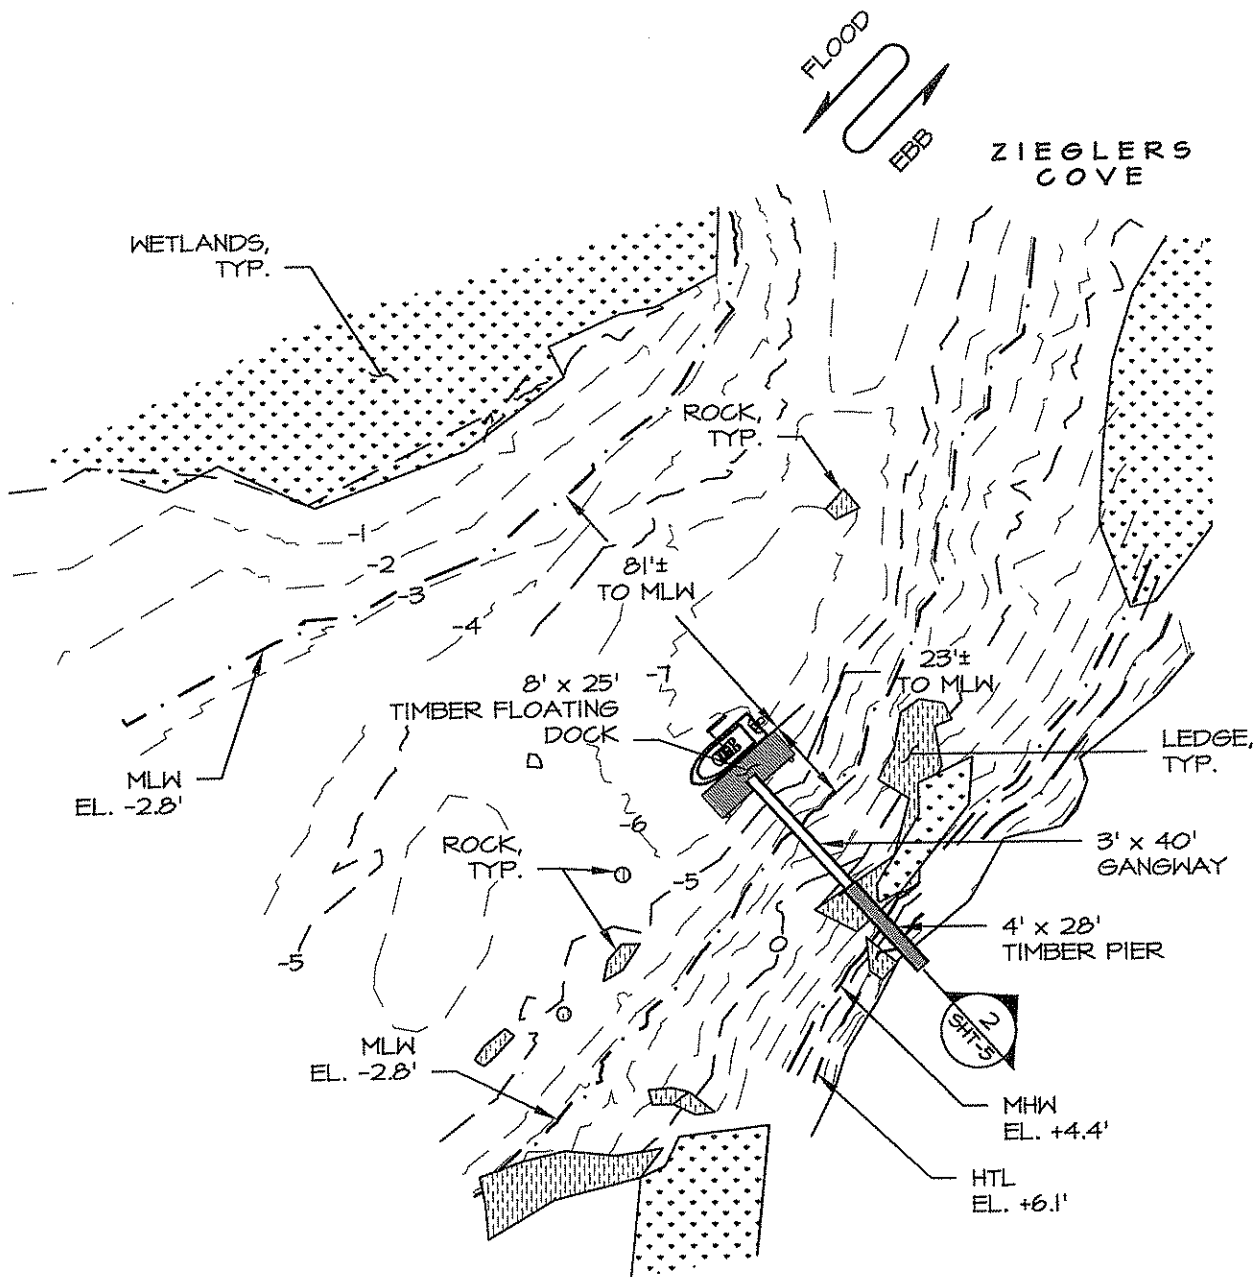 FLOOD
EBB
ZIEGLERS
COVE
WETLANDS,
TYP.
ROCK,
TYP.
-1
-2
-3
-4
81'±
TO MLW
-7
23'±
TO MLW
8' x 25'
TIMBER FLOATING
DOCK
LEDGE,
TYP.
MLW
EL. -2.8'
-6
3' x 40'
GANGWAY
ROCK,
TYP.
-5
4' x 28'
TIMBER PIER
-5
2
SHT-5
MLW
EL. -2.8'
MHW
EL. +4.4'
HTL
EL. +6.1'